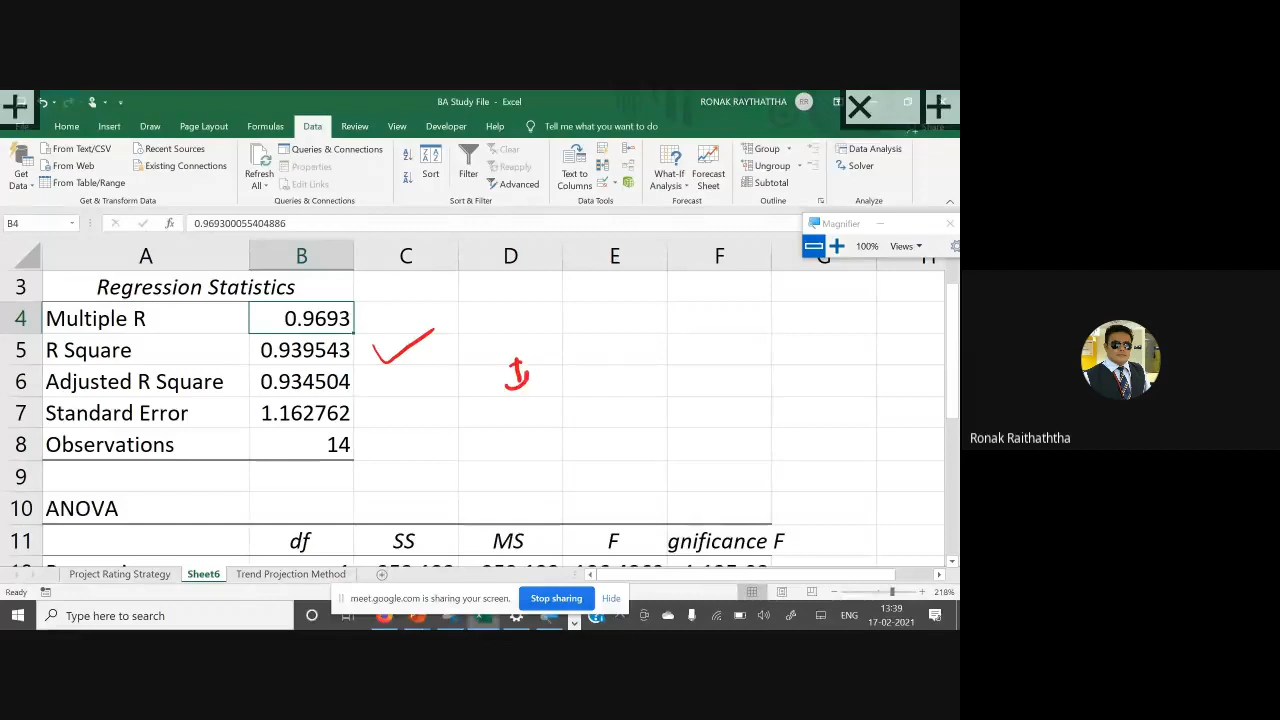 BA Study File - Excel
RONAK RAYTHATTHA RR
Home Insert Draw Page Layout Formulas Data Review View Developer Help Tell me what you want to do
Get Data
From Text/CSV
From Web
From Table/Range
Recent Sources
Existing Connections
Get & Transform Data
Refresh All
Queries & Connections
Properties
Edit Links
Queries & Connections
Sort
Filter
Clear
Reapply
Advanced
Sort & Filter
Text to Columns
Data Tools
What-If Analysis
Forecast Sheet
Forecast
Group
Ungroup
Subtotal
Outline
Data Analysis
Solver
Analyze
B4 fx 0.969300055404886
Magnifier
100% Views
A B C D E F
3 Regression Statistics
4 Multiple R 0.9693
5 R Square 0.939543
6 Adjusted R Square 0.934504
7 Standard Error 1.162762
8 Observations 14
9
10 ANOVA
11 df SS MS F gnificance F
Project Rating Strategy Sheet6 Trend Projection Method
Ready 218%
meet.google.com is sharing your screen. Stop sharing Hide
Type here to search ENG 13:39
17-02-2021
Ronak Raithaththa